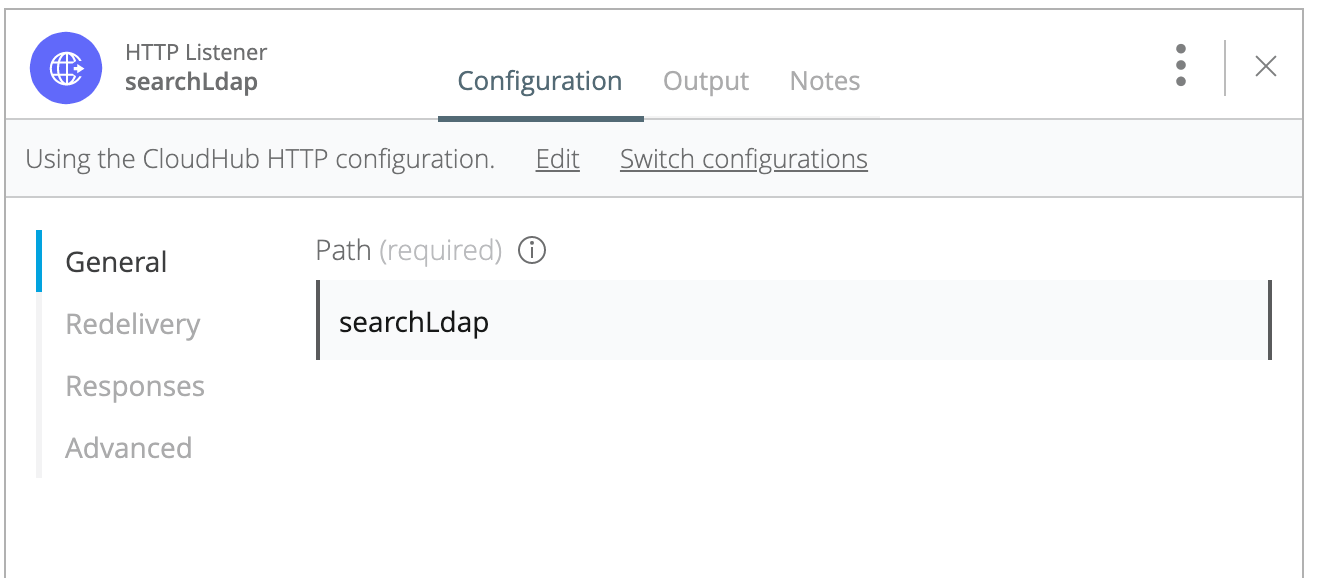 HTTP Listener
searchLdap
Configuration Output Notes
Using the CloudHub HTTP configuration. Edit Switch configurations
General
Redelivery
Responses
Advanced
Path (required)
searchLdap